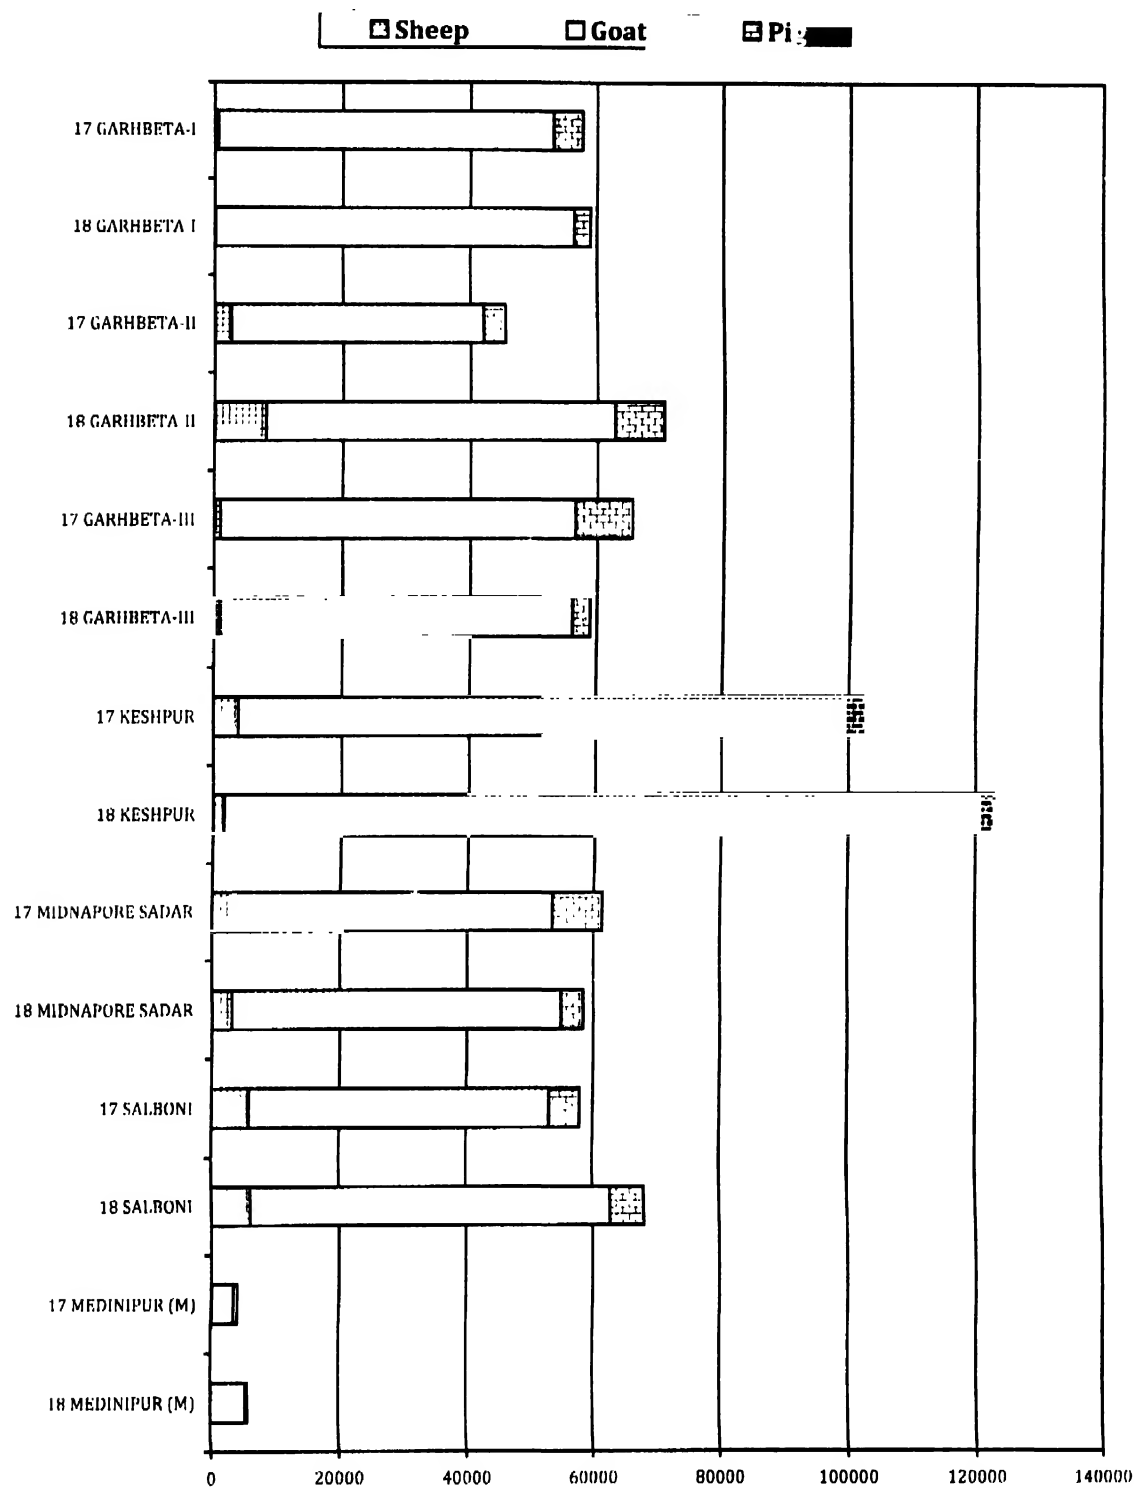 Sheep Goat Pi
17 GARHBETA-I
18 GARHBETA-I
17 GARHBETA-II
18 GARHBETA-II
17 GARHBETA-III
18 GARHBETA-III
17 KESHPUR
18 KESHPUR
17 MIDNAPORE SADAR
18 MIDNAPORE SADAR
17 SALBONI
18 SALBONI
17 MEDINIPUR (M)
18 MEDINIPUR (M)
0 20000 40000 60000 80000 100000 120000 140000